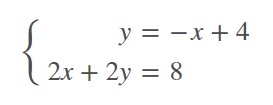 y = −x + 4
2x + 2y = 8